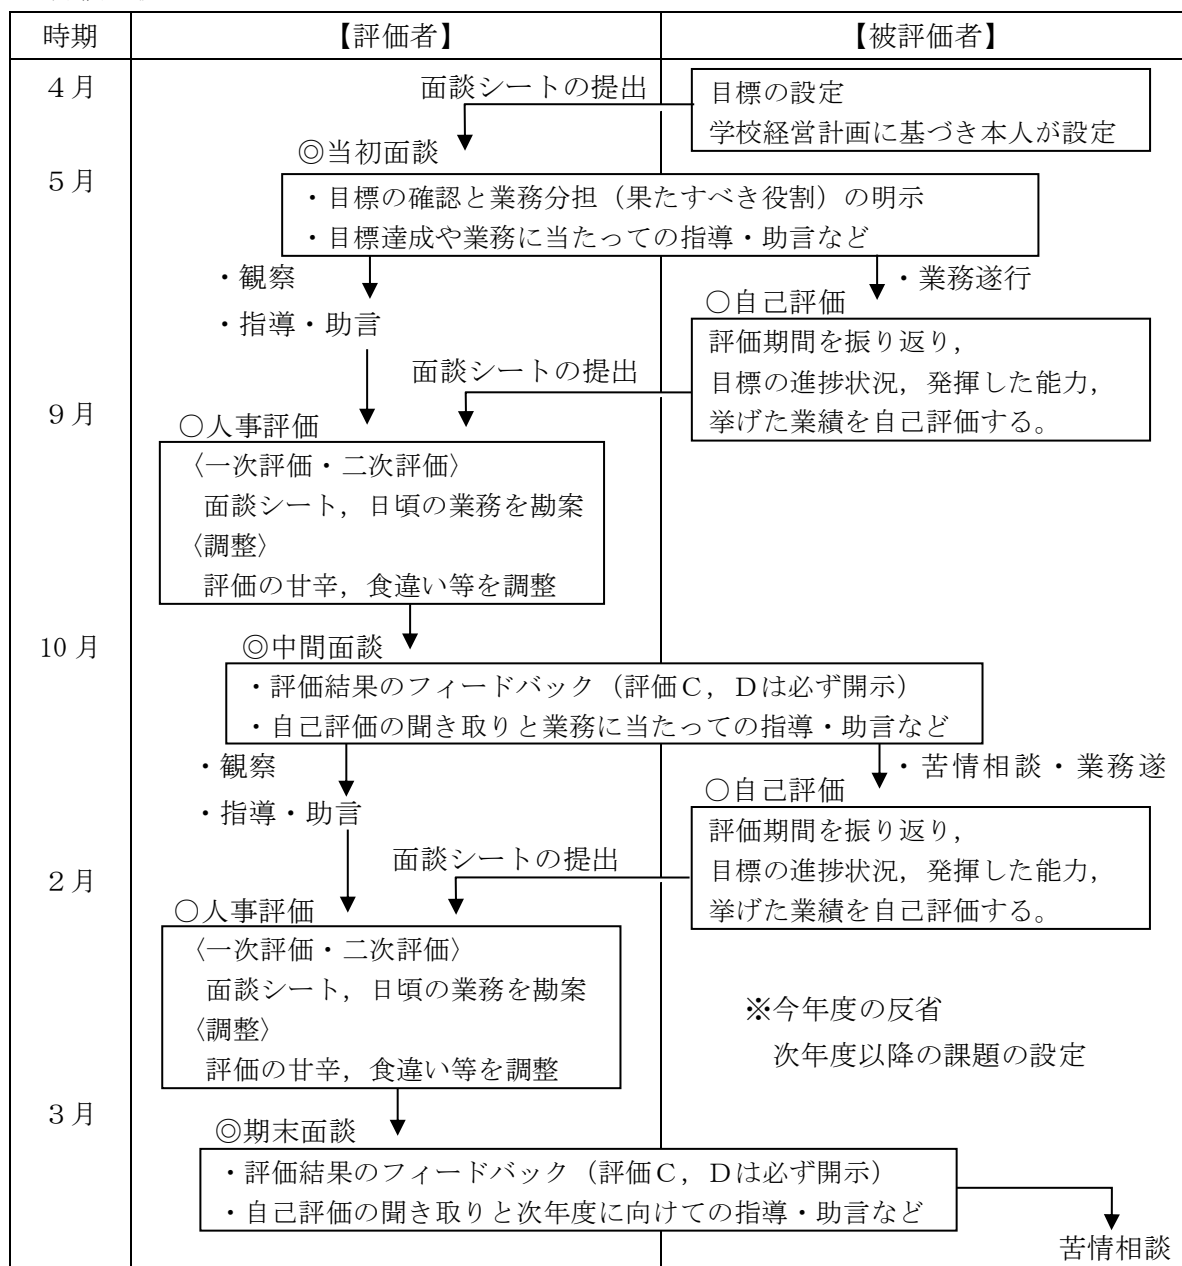 時期
【評価者】
【被評価者】
４月
面談シートの提出
目標の設定
学校経営計画に基づき本人が設定
◎当初面談
５月
・目標の確認と業務分担（果たすべき役割）の明示
・目標達成や業務に当たっての指導・助言など
・観察
・指導・助言
・業務遂行
○自己評価
評価期間を振り返り，
目標の進捗状況，発揮した能力，
挙げた業績を自己評価する。
面談シートの提出
９月
○人事評価
〈一次評価・二次評価〉
面談シート，日頃の業務を勘案
〈調整〉
評価の甘辛，食違い等を調整
10月
◎中間面談
・評価結果のフィードバック（評価Ｃ，Ｄは必ず開示）
・自己評価の聞き取りと業務に当たっての指導・助言など
・観察
・指導・助言
・苦情相談・業務遂
○自己評価
評価期間を振り返り，
目標の進捗状況，発揮した能力，
挙げた業績を自己評価する。
面談シートの提出
２月
○人事評価
〈一次評価・二次評価〉
面談シート，日頃の業務を勘案
〈調整〉
評価の甘辛，食違い等を調整
※今年度の反省
次年度以降の課題の設定
３月
◎期末面談
・評価結果のフィードバック（評価Ｃ，Ｄは必ず開示）
・自己評価の聞き取りと次年度に向けての指導・助言など
苦情相談